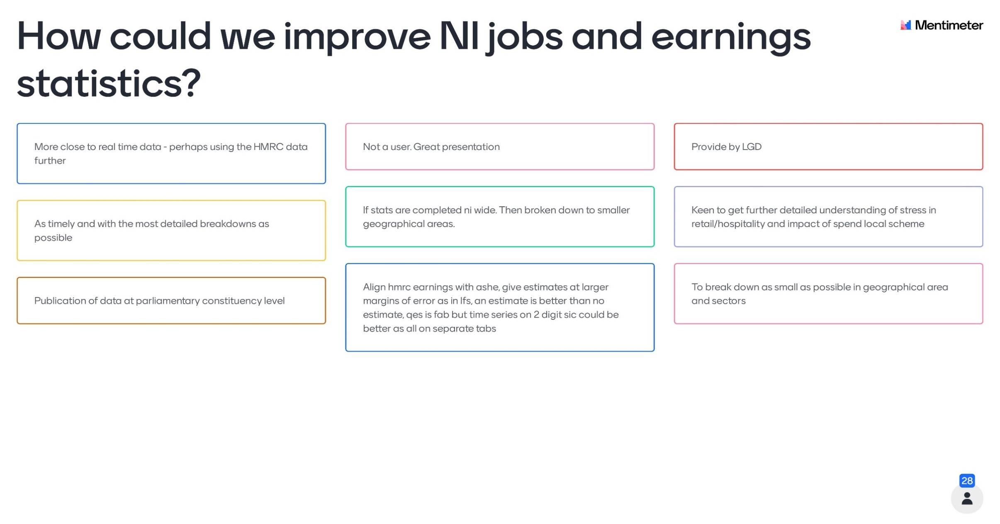 How could we improve NI jobs and earnings
statistics?
Mentimeter
More close to real time data - perhaps using the HMRC data
further
As timely and with the most detailed breakdowns as
possible
Publication of data at parliamentary constituency level
Not a user. Great presentation
If stats are completed ni wide. Then broken down to smaller
geographical areas.
Align hmrc earnings with ashe, give estimates at larger
margins of error as in lfs, an estimate is better than no
estimate, qes is fab but time series on 2 digit sic could be
better as all on separate tabs
Provide by LGD
Keen to get further detailed understanding of stress in
retail/hospitality and impact of spend local scheme
To break down as small as possible in geographical area
and sectors
28